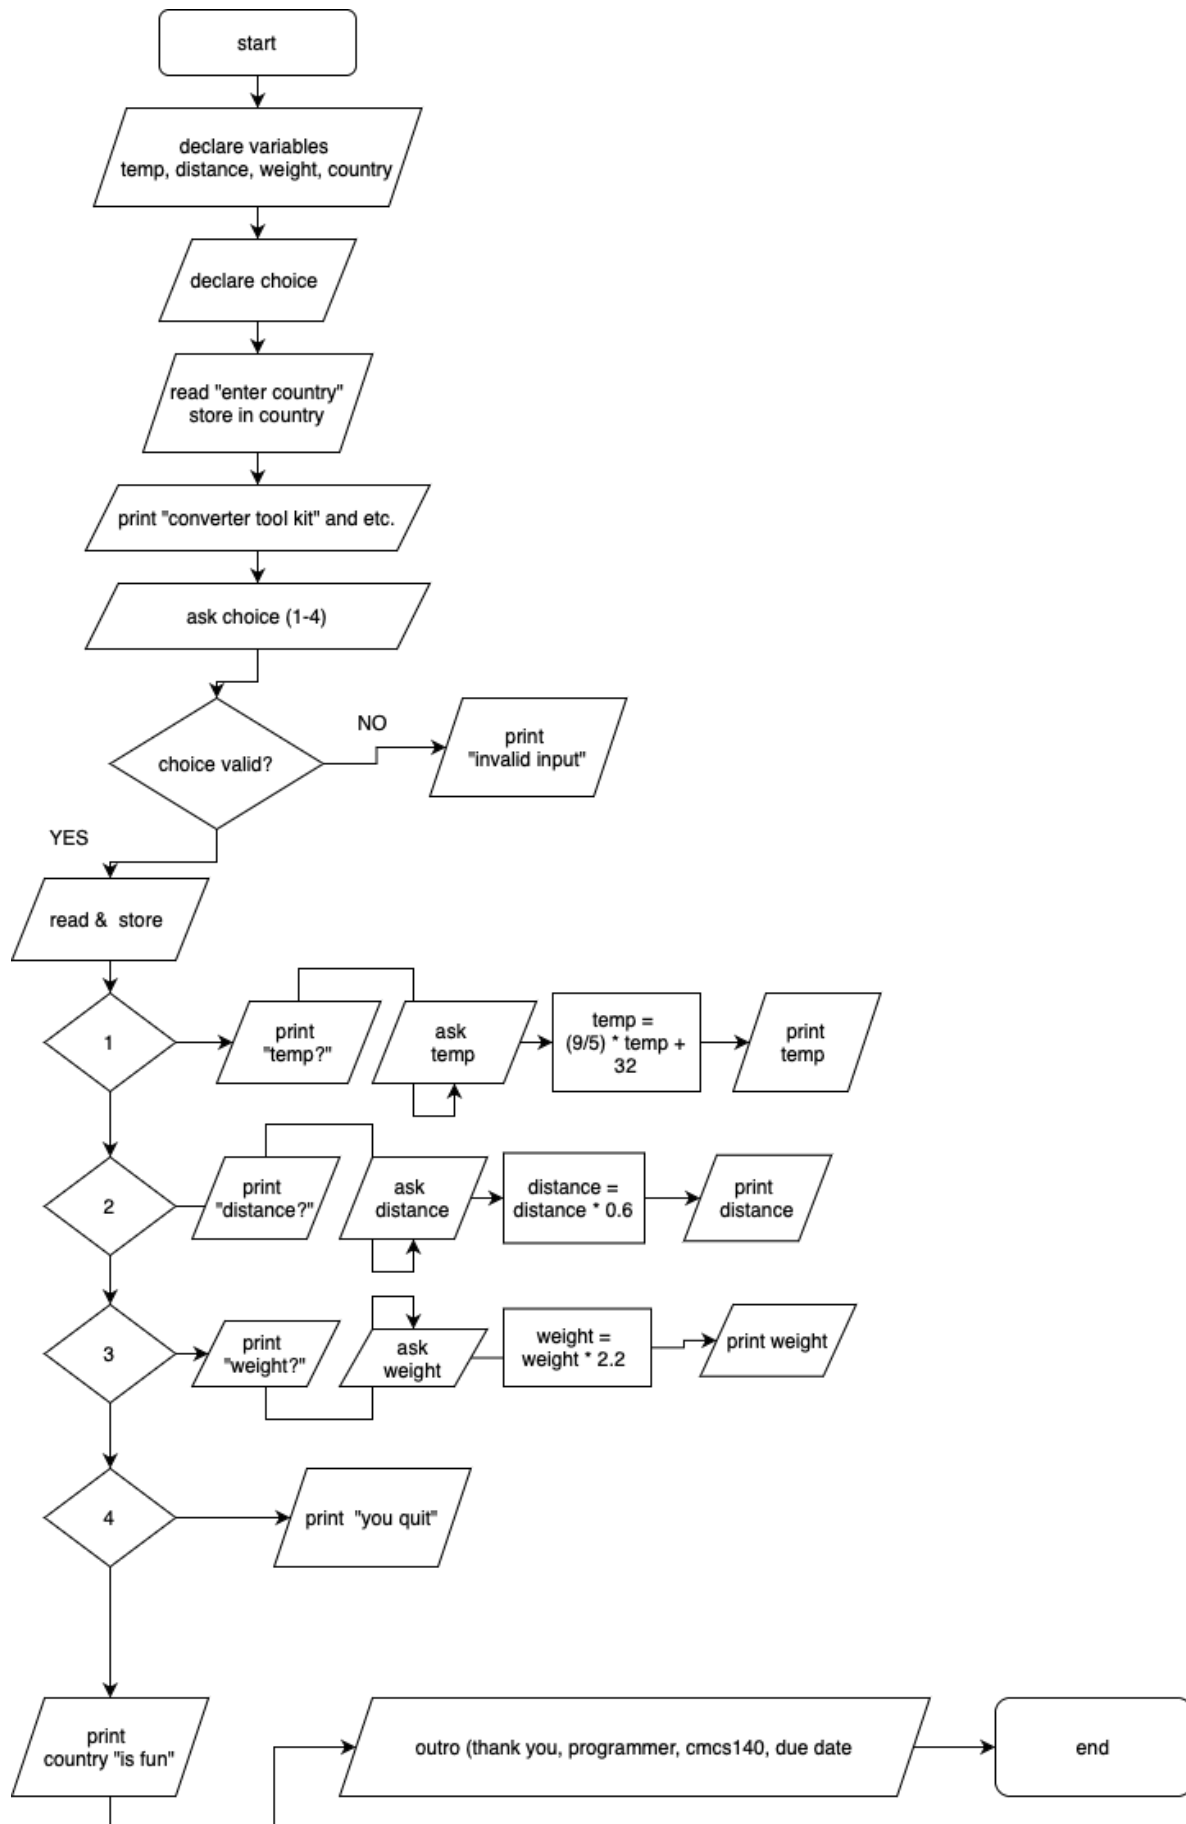 start
declare variables
temp, distance, weight, country
declare choice
read "enter country"
store in country
print "converter tool kit" and etc.
ask choice (1-4)
choice valid?
NO
print
"invalid input"
YES
read & store
1
print
"temp?"
ask
temp
temp =
(9/5) * temp +
32
print
temp
2
print
"distance?"
ask
distance
distance =
distance * 0.6
print
distance
3
print
"weight?"
ask
weight
weight =
weight * 2.2
print weight
4
print "you quit"
print
country "is fun"
outro (thank you, programmer, cmcs140, due date
end